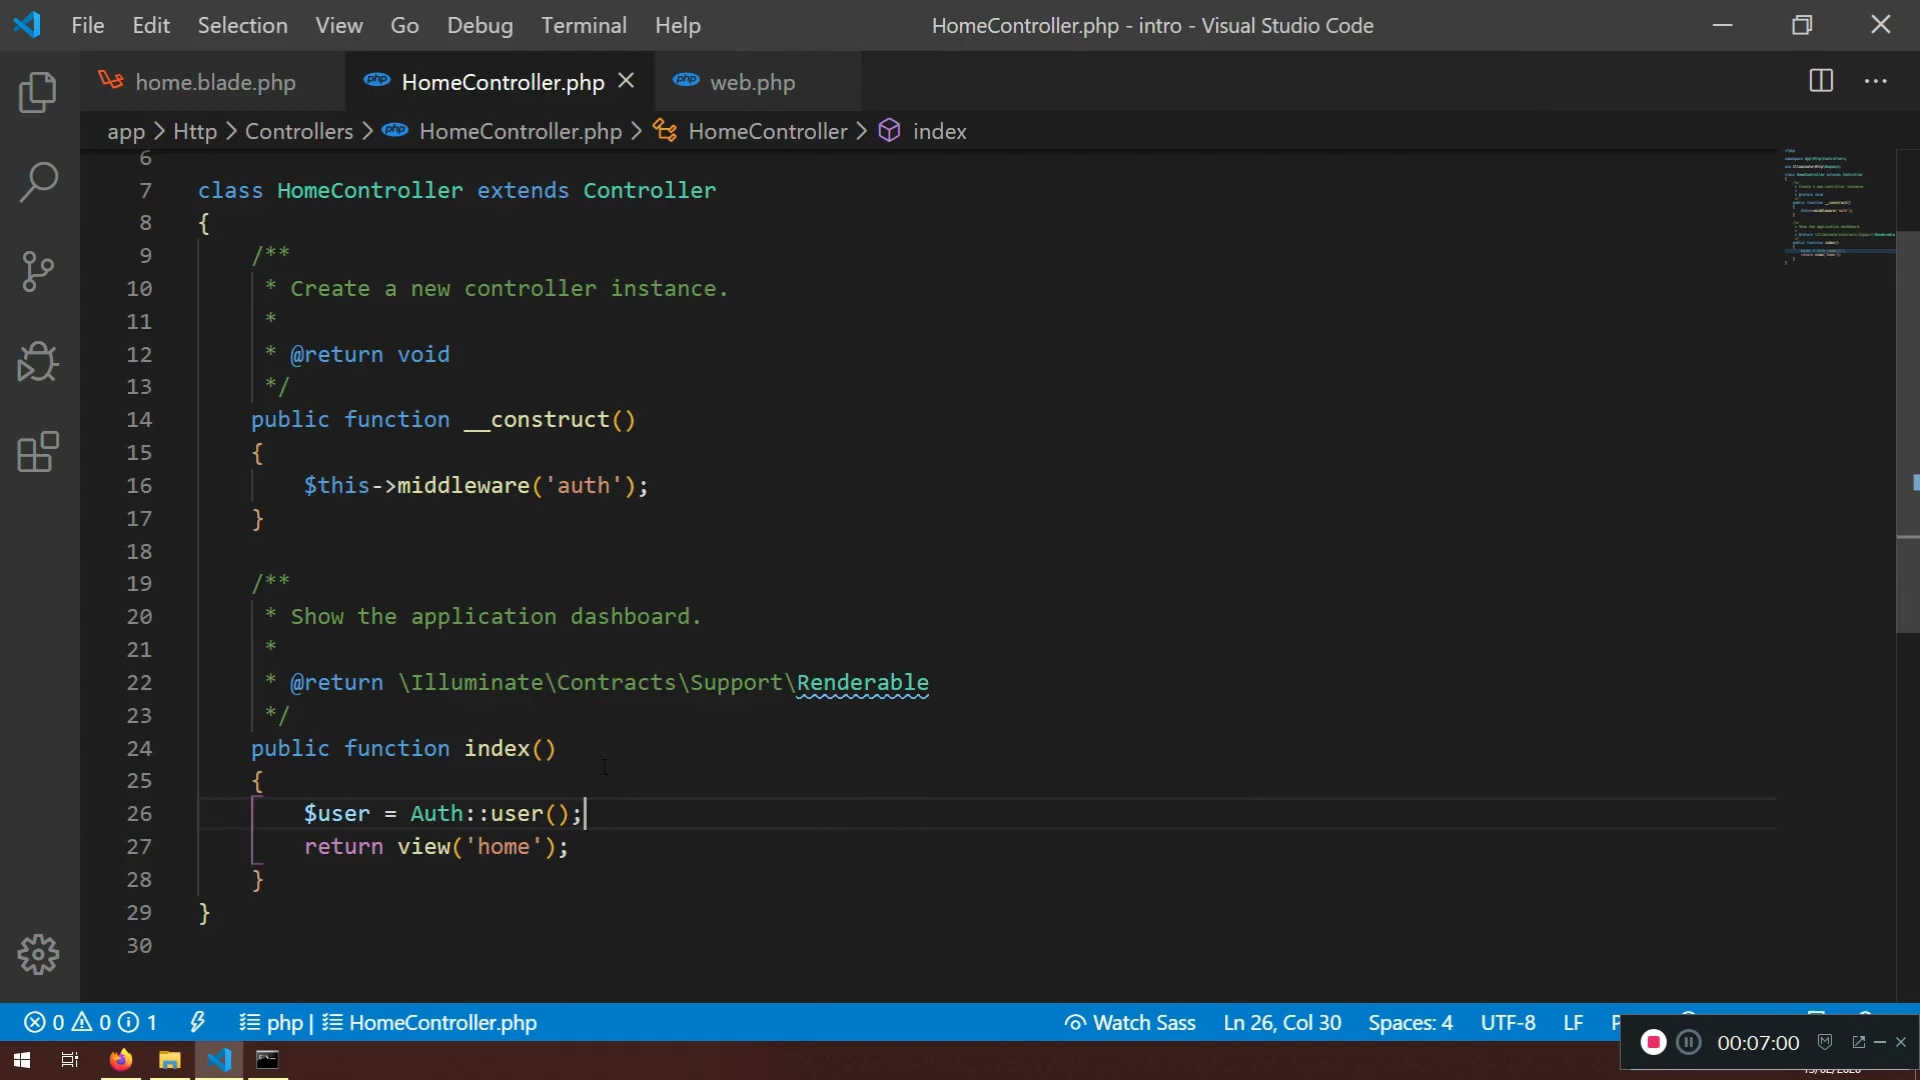 File Edit Selection View Go Debug Terminal Help HomeController.php - intro - Visual Studio Code
home.blade.php php HomeController.php php web.php
app > Http > Controllers > php HomeController.php > HomeController > index
6
7 class HomeController extends Controller
8 {
9 /**
10 * Create a new controller instance.
11 *
12 * @return void
13 */
14 public function __construct()
15 {
16 $this->middleware('auth');
17 }
18
19 /**
20 * Show the application dashboard.
21 *
22 * @return \Illuminate\Contracts\Support\Renderable
23 */
24 public function index()
25 {
26 $user = Auth::user();
27 return view('home');
28 }
29 }
30
0 0 1 php | HomeController.php Watch Sass Ln 26, Col 30 Spaces: 4 UTF-8 LF
00:07:00